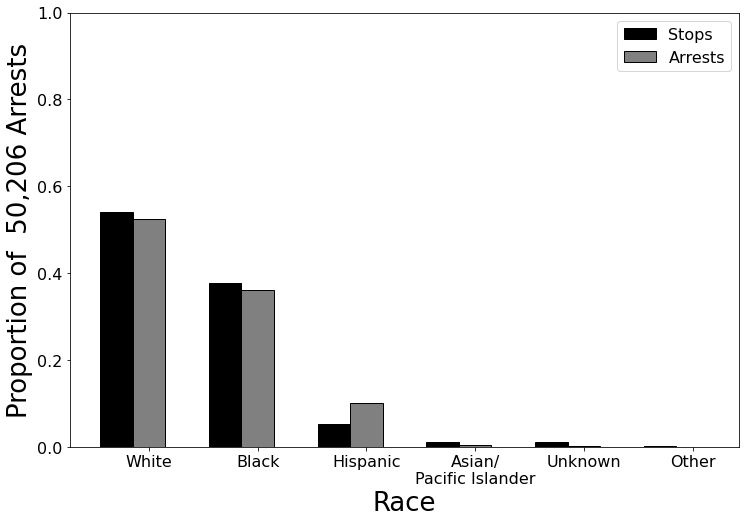 1.0
0.8
0.6
0.4
0.2
0.0
Proportion of  50,206 Arrests
Stops
Arrests
White Black Hispanic Asian/ Unknown Other
Pacific Islander
Race